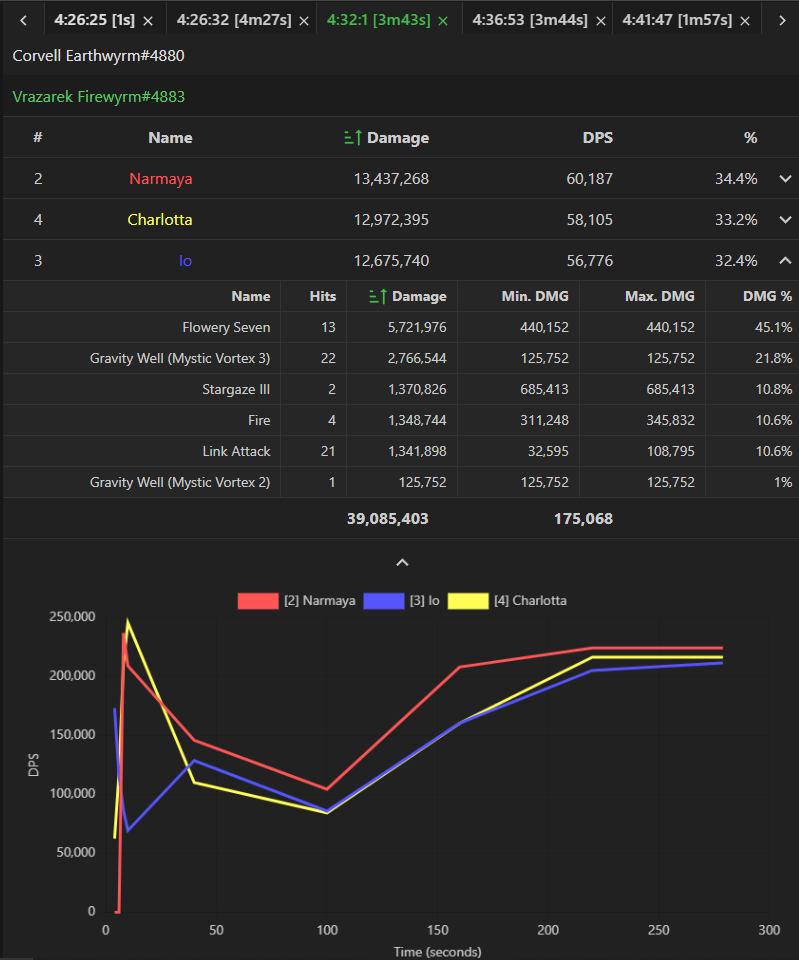 4:26:25 [1s] × 4:26:32 [4m27s] × 4:32:1 [3m43s] × 4:36:53 [3m44s] × 4:41:47 [1m57s] ×
Corvell Earthwyrm#4880
Vrazarek Firewyrm#4883
# Name Damage DPS %
2 Narmaya 13,437,268 60,187 34.4%
4 Charlotta 12,972,395 58,105 33.2%
3 Io 12,675,740 56,776 32.4%
Name Hits Damage Min. DMG Max. DMG DMG %
Flowery Seven 13 5,721,976 440,152 440,152 45.1%
Gravity Well (Mystic Vortex 3) 22 2,766,544 125,752 125,752 21.8%
Stargaze III 2 1,370,826 685,413 685,413 10.8%
Fire 4 1,348,744 311,248 345,832 10.6%
Link Attack 21 1,341,898 32,595 108,795 10.6%
Gravity Well (Mystic Vortex 2) 1 125,752 125,752 125,752 1%
39,085,403 175,068
[2] Narmaya [3] Io [4] Charlotta
250,000
200,000
150,000
DPS
100,000
50,000
0
0 50 100 150 200 250 300
Time (seconds)